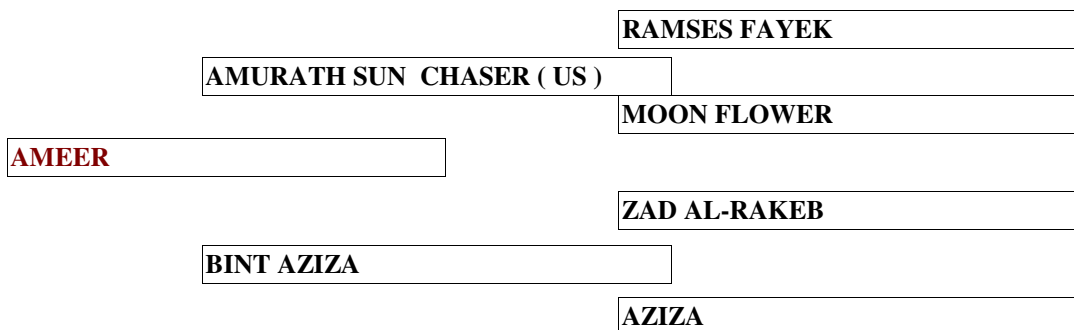 RAMSES FAYEK
AMURATH SUN CHASER ( US )
MOON FLOWER
AMEER
ZAD AL-RAKEB
BINT AZIZA
AZIZA